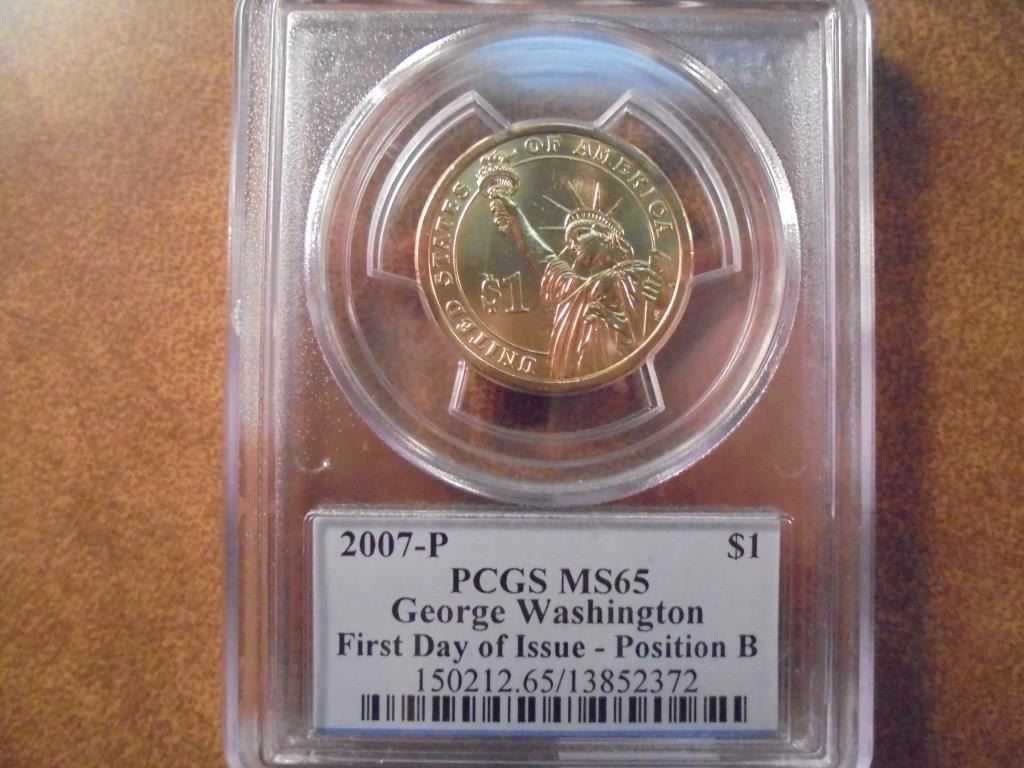 UNITED STATES OF AMERICA
$1
2007-P $1
PCGS MS65
George Washington
First Day of Issue - Position B
150212.65/13852372